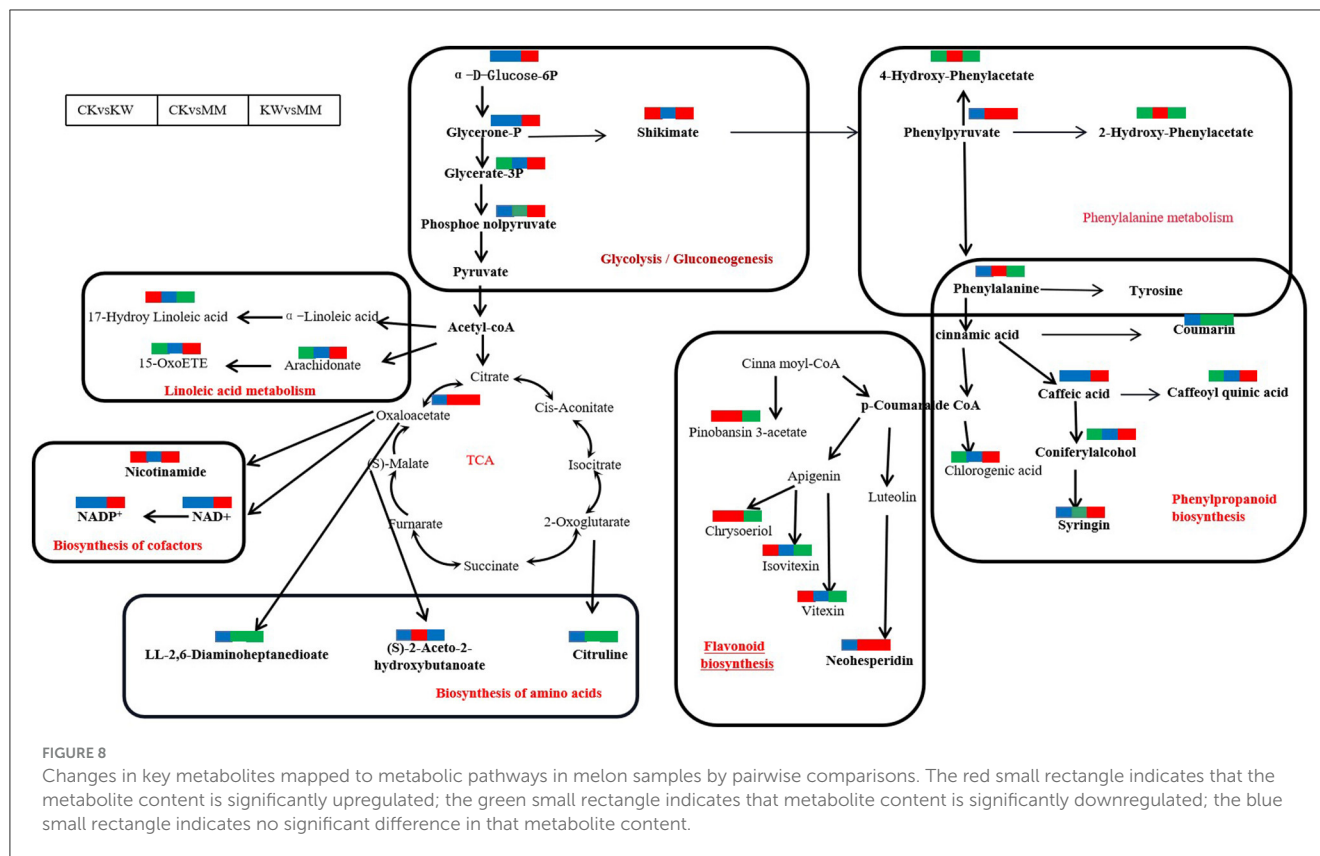 CKvsKW CKvsMM KWvsMM
α-D-Glucose-6P
Glycerone-P
Shikimate
Glycerate-3P
Phosphoe nolpyruvate
Glycolysis / Gluconeogenesis
Pyruvate
4-Hydroxy-Phenylacetate
Phenylpyruvate
2-Hydroxy-Phenylacetate
Phenylalanine metabolism
Phenylalanine
Tyrosine
cinnamic acid
Coumarin
Caffeic acid
Caffeoyl quinic acid
Coniferylalcohol
Chlorogenic acid
Phenylpropanoid
biosynthesis
Syringin
17-Hydroy Linoleic acid
α-Linoleic acid
15-OxoETE
Arachidonate
Linoleic acid metabolism
Acetyl-coA
Citrate
Oxaloacetate
Cis-Aconitate
(S)-Malate
TCA
Isocitrate
Furnarate
2-Oxoglutarate
Succinate
Nicotinamide
NADP⁺
NAD+
Biosynthesis of cofactors
LL-2,6-Diaminoheptanedioate
(S)-2-Aceto-2-
hydroxybutanoate
Citruline
Biosynthesis of amino acids
Cinna moyl-CoA
p-Coumaraide CoA
Pinobansin 3-acetate
Apigenin
Luteolin
Chrysoeriol
Isovitexin
Vitexin
Flavonoid
biosynthesis
Neohesperidin
FIGURE 8
Changes in key metabolites mapped to metabolic pathways in melon samples by pairwise comparisons. The red small rectangle indicates that the
metabolite content is significantly upregulated; the green small rectangle indicates that metabolite content is significantly downregulated; the blue
small rectangle indicates no significant difference in that metabolite content.